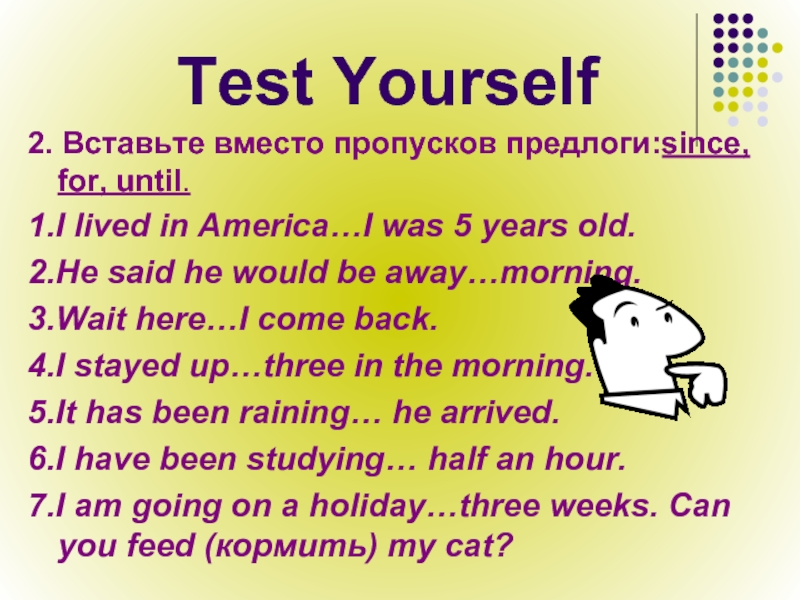 Test Yourself
2. Вставьте вместо пропусков предлоги:since,
for, until.
1.I lived in America…I was 5 years old.
2.He said he would be away…morning.
3.Wait here…I come back.
4.I stayed up…three in the morning.
5.It has been raining… he arrived.
6.I have been studying… half an hour.
7.I am going on a holiday…three weeks. Can
you feed (кормить) my cat?